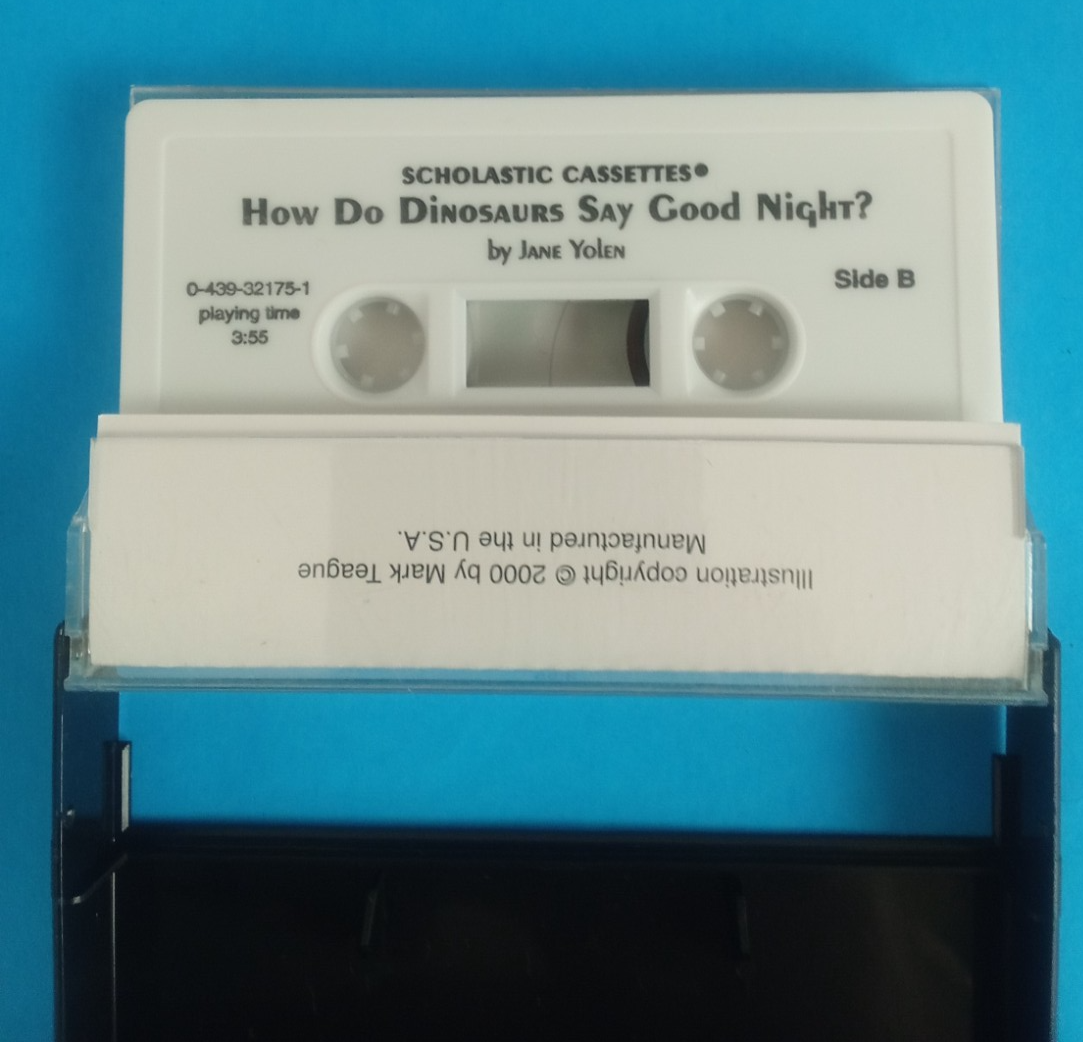 SCHOLASTIC CASSETTES®
How Do Dinosaurs Say Good Night?
by Jane Yolen
0-439-32175-1
playing time
3:55
Side B
Illustration copyright © 2000 by Mark Teague
Manufactured in the U.S.A.